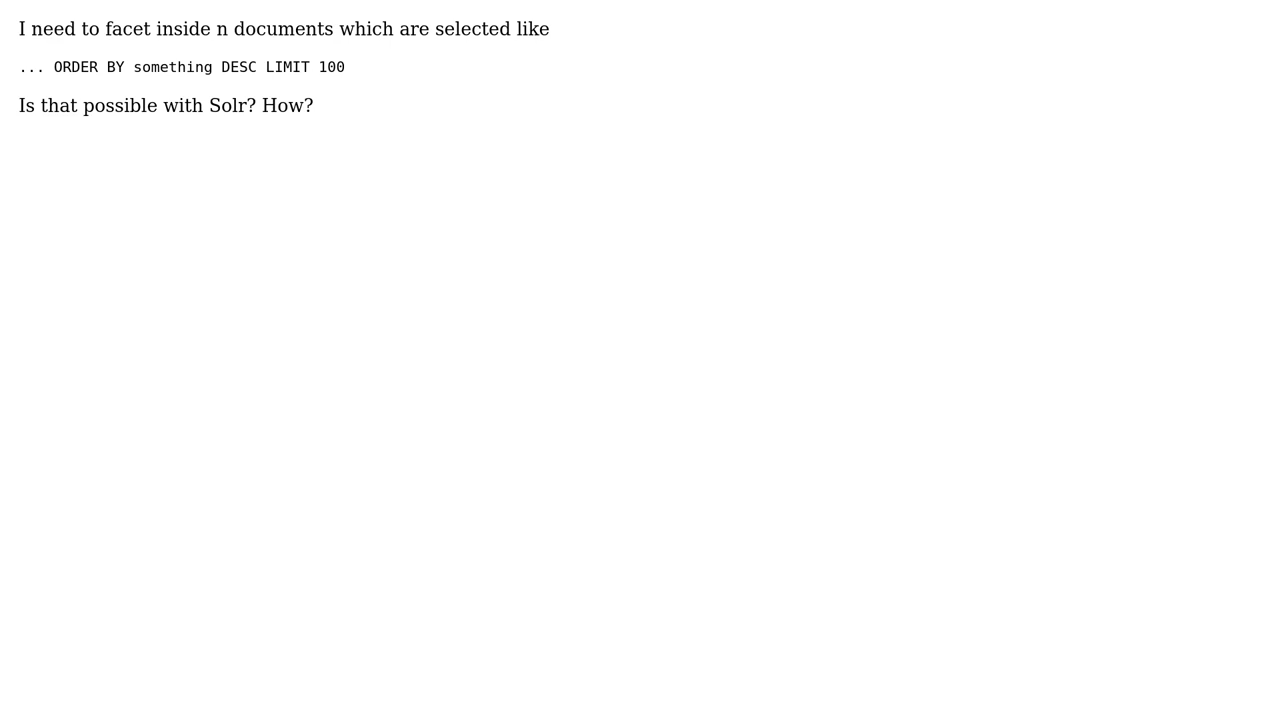 I need to facet inside n documents which are selected like
... ORDER BY something DESC LIMIT 100
Is that possible with Solr? How?